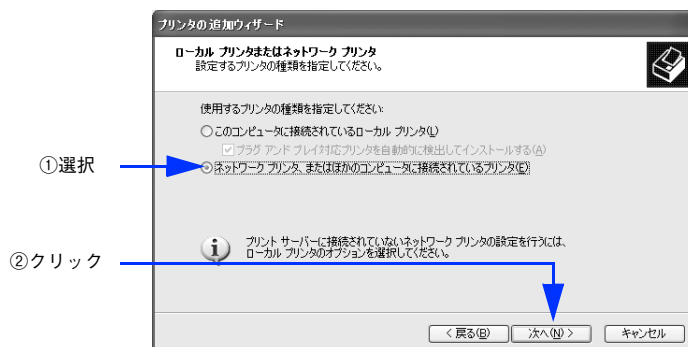 プリンタの追加ウィザード
ローカル プリンタまたはネットワーク プリンタ
設定するプリンタの種類を指定してください。
使用するプリンタの種類を指定してください:
このコンピュータに接続されているローカル プリンタ(L)
プラグ アンド プレイ対応プリンタを自動的に検出してインストールする(A)
①選択
ネットワーク プリンタ、またはほかのコンピュータに接続されているプリンタ(E)
プリント サーバーに接続されていないネットワーク プリンタの設定を行うには、
ローカル プリンタのオプションを選択してください。
②クリック
< 戻る(B) 次へ(N) > キャンセル